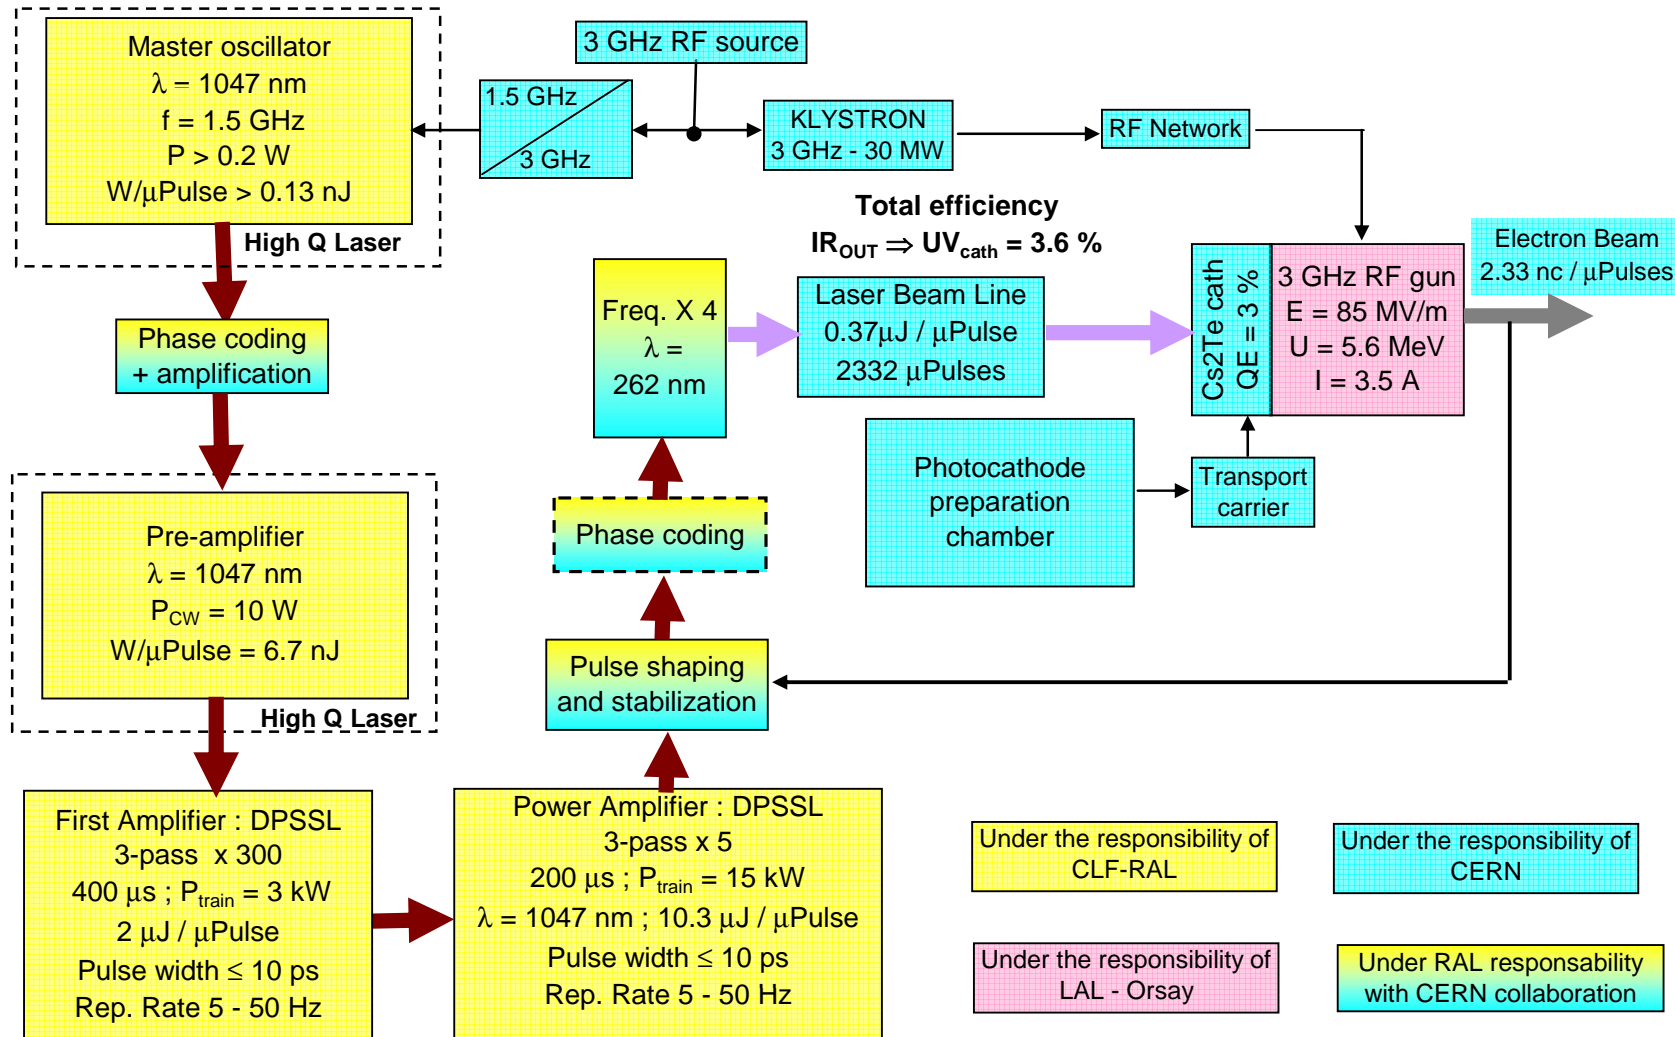 Master oscillator
λ = 1047 nm
f = 1.5 GHz
P > 0.2 W
W/μPulse > 0.13 nJ
High Q Laser
3 GHz RF source
1.5 GHz
3 GHz
KLYSTRON
3 GHz - 30 MW
RF Network
Total efficiency
IR_OUT ⇒ UV_cath = 3.6 %
Phase coding
+ amplification
Freq. X 4
λ =
262 nm
Laser Beam Line
0.37μJ / μPulse
2332 μPulses
Cs2Te cath
QE = 3 %
3 GHz RF gun
E = 85 MV/m
U = 5.6 MeV
I = 3.5 A
Electron Beam
2.33 nc / μPulses
Photocathode
preparation
chamber
Transport
carrier
Pre-amplifier
λ = 1047 nm
P_CW = 10 W
W/μPulse = 6.7 nJ
High Q Laser
Phase coding
Pulse shaping
and stabilization
First Amplifier : DPSSL
3-pass x 300
400 μs ; P_train = 3 kW
2 μJ / μPulse
Pulse width ≤ 10 ps
Rep. Rate 5 - 50 Hz
Power Amplifier : DPSSL
3-pass x 5
200 μs ; P_train = 15 kW
λ = 1047 nm ; 10.3 μJ / μPulse
Pulse width ≤ 10 ps
Rep. Rate 5 - 50 Hz
Under the responsibility of
CLF-RAL
Under the responsibility of
CERN
Under the responsibility of
LAL - Orsay
Under RAL responsability
with CERN collaboration